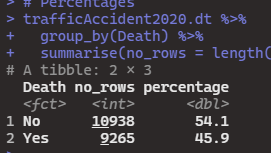 > # Percentages
> trafficAccident2020.dt %>%
+ group_by(Death) %>%
+ summarise(no_rows = length(
# A tibble: 2 × 3
Death no_rows percentage
<fct> <int> <dbl>
1 No 10938 54.1
2 Yes 9265 45.9